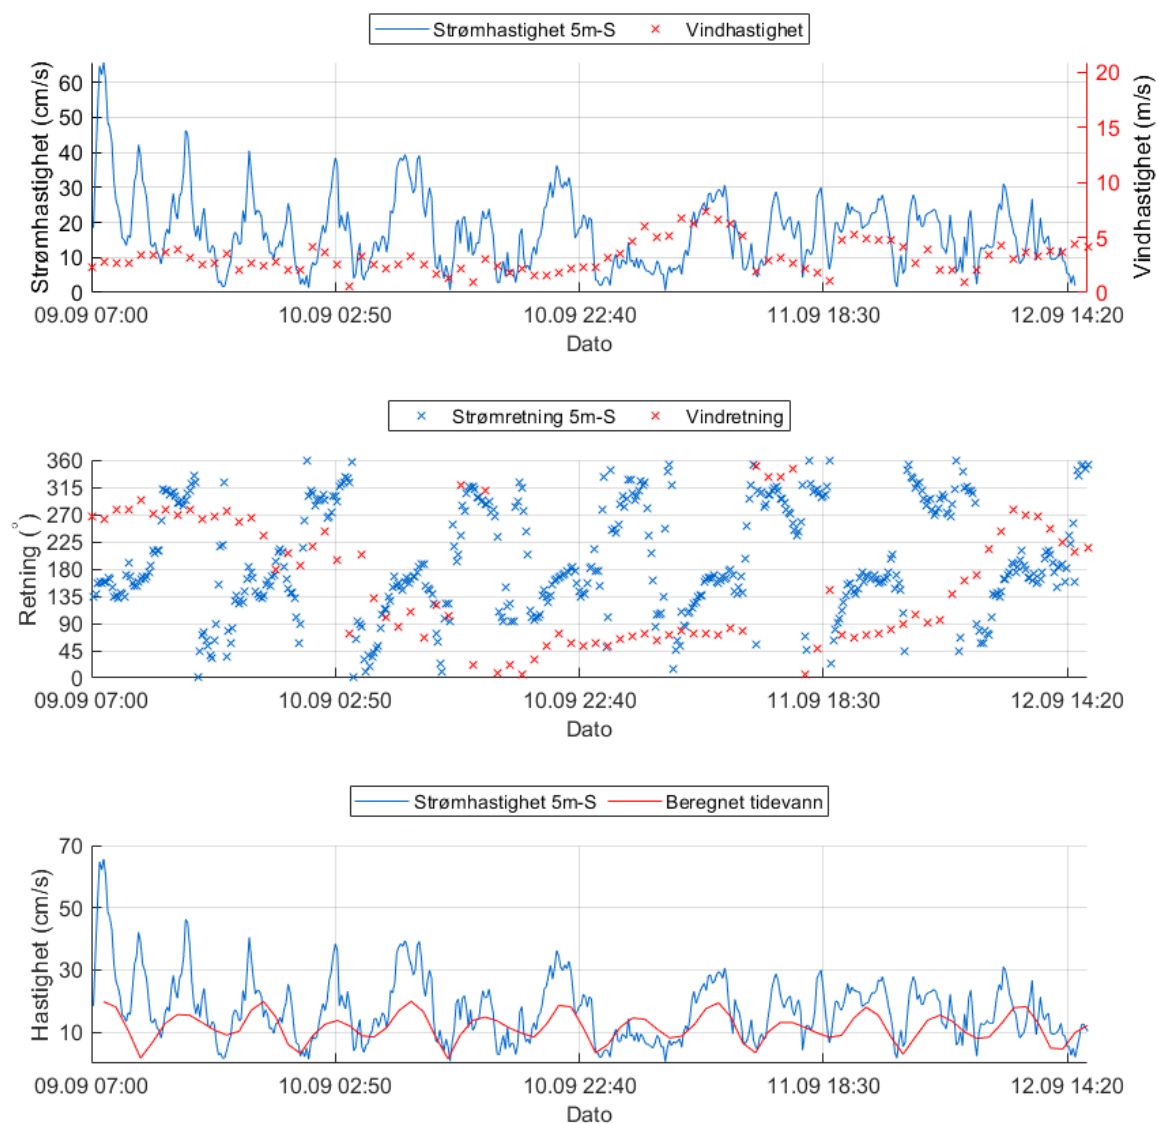 Strømhastighet 5m-S Vindhastighet
Strømhastighet (cm/s)
60
50
40
30
20
10
0
20
15
10
5
0
Vindhastighet (m/s)
09.09 07:00 10.09 02:50 10.09 22:40 11.09 18:30 12.09 14:20
Dato
Strømretning 5m-S Vindretning
Retning (°)
360
315
270
225
180
135
90
45
0
09.09 07:00 10.09 02:50 10.09 22:40 11.09 18:30 12.09 14:20
Dato
Strømhastighet 5m-S Beregnet tidevann
Hastighet (cm/s)
70
50
30
10
09.09 07:00 10.09 02:50 10.09 22:40 11.09 18:30 12.09 14:20
Dato